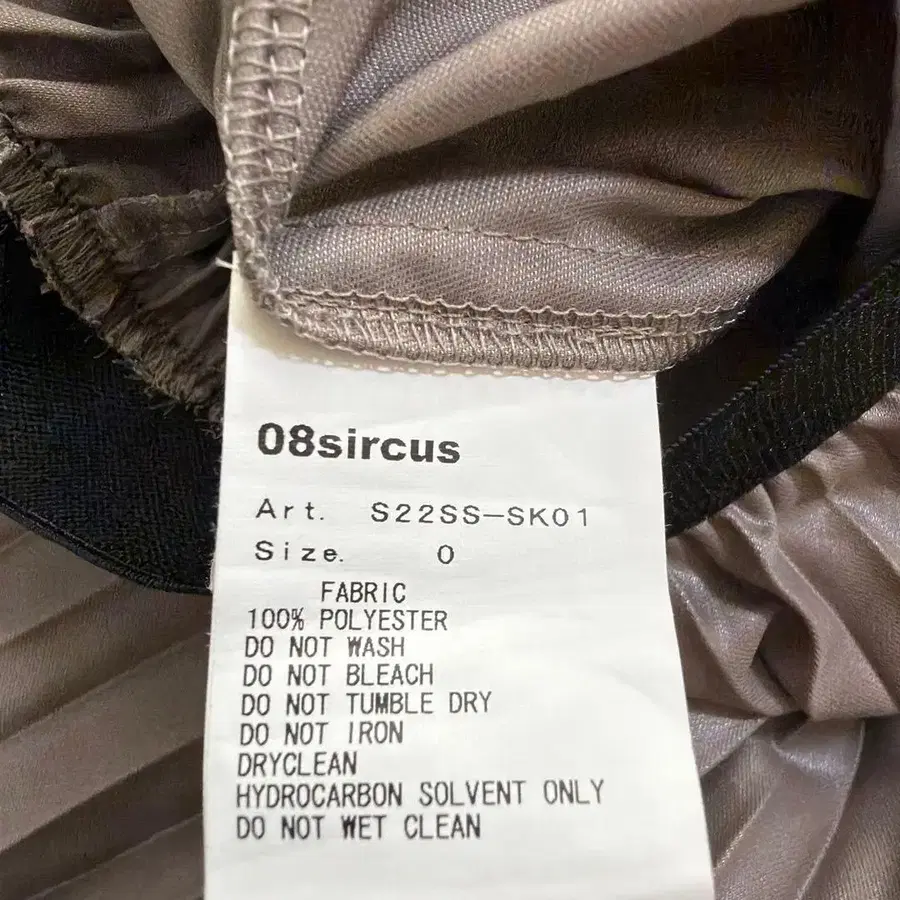 08sircus
Art. S22SS-SK01
Size. 0
FABRIC
100% POLYESTER
DO NOT WASH
DO NOT BLEACH
DO NOT TUMBLE DRY
DO NOT IRON
DRYCLEAN
HYDROCARBON SOLVENT ONLY
DO NOT WET CLEAN